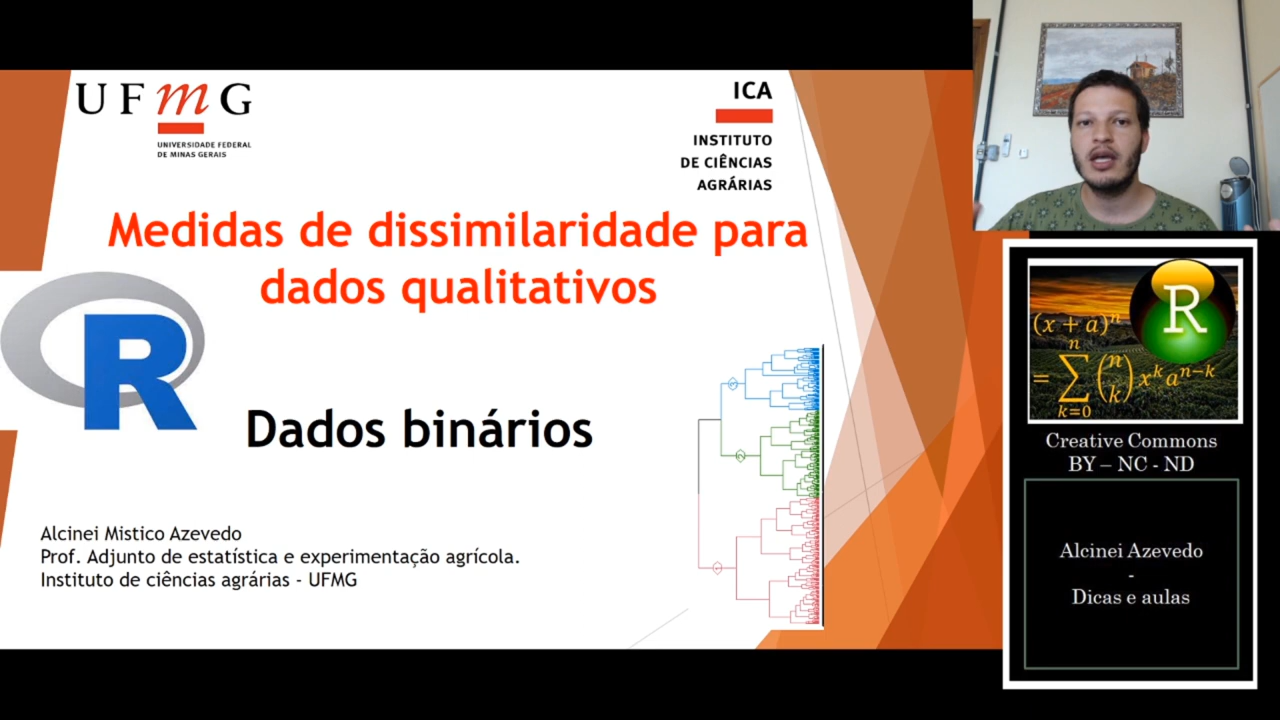 UFMG
UNIVERSIDADE FEDERAL
DE MINAS GERAIS
ICA
INSTITUTO
DE CIÊNCIAS
AGRÁRIAS
Medidas de dissimilaridade para
dados qualitativos
R
Dados binários
Alcinei Mistico Azevedo
Prof. Adjunto de estatística e experimentação agrícola.
Instituto de ciências agrárias - UFMG
R
(x + a)^n
= ∑_{k=0}^{n} (n k) x^k a^{n-k}
Creative Commons
BY – NC - ND
Alcinei Azevedo
-
Dicas e aulas